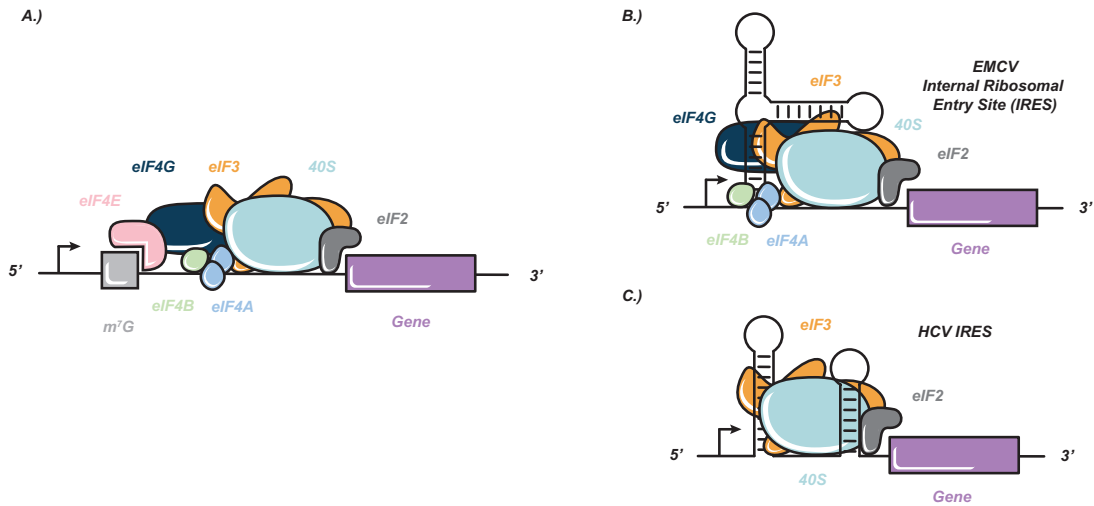 A.)
eIF4G
eIF3
40S
eIF4E
eIF2
5’
3’
eIF4B
eIF4A
m⁷G
Gene
B.)
EMCV
Internal Ribosomal
Entry Site (IRES)
eIF3
eIF4G
40S
eIF2
5’
3’
eIF4B
eIF4A
Gene
C.)
eIF3
HCV IRES
eIF2
5’
3’
40S
Gene